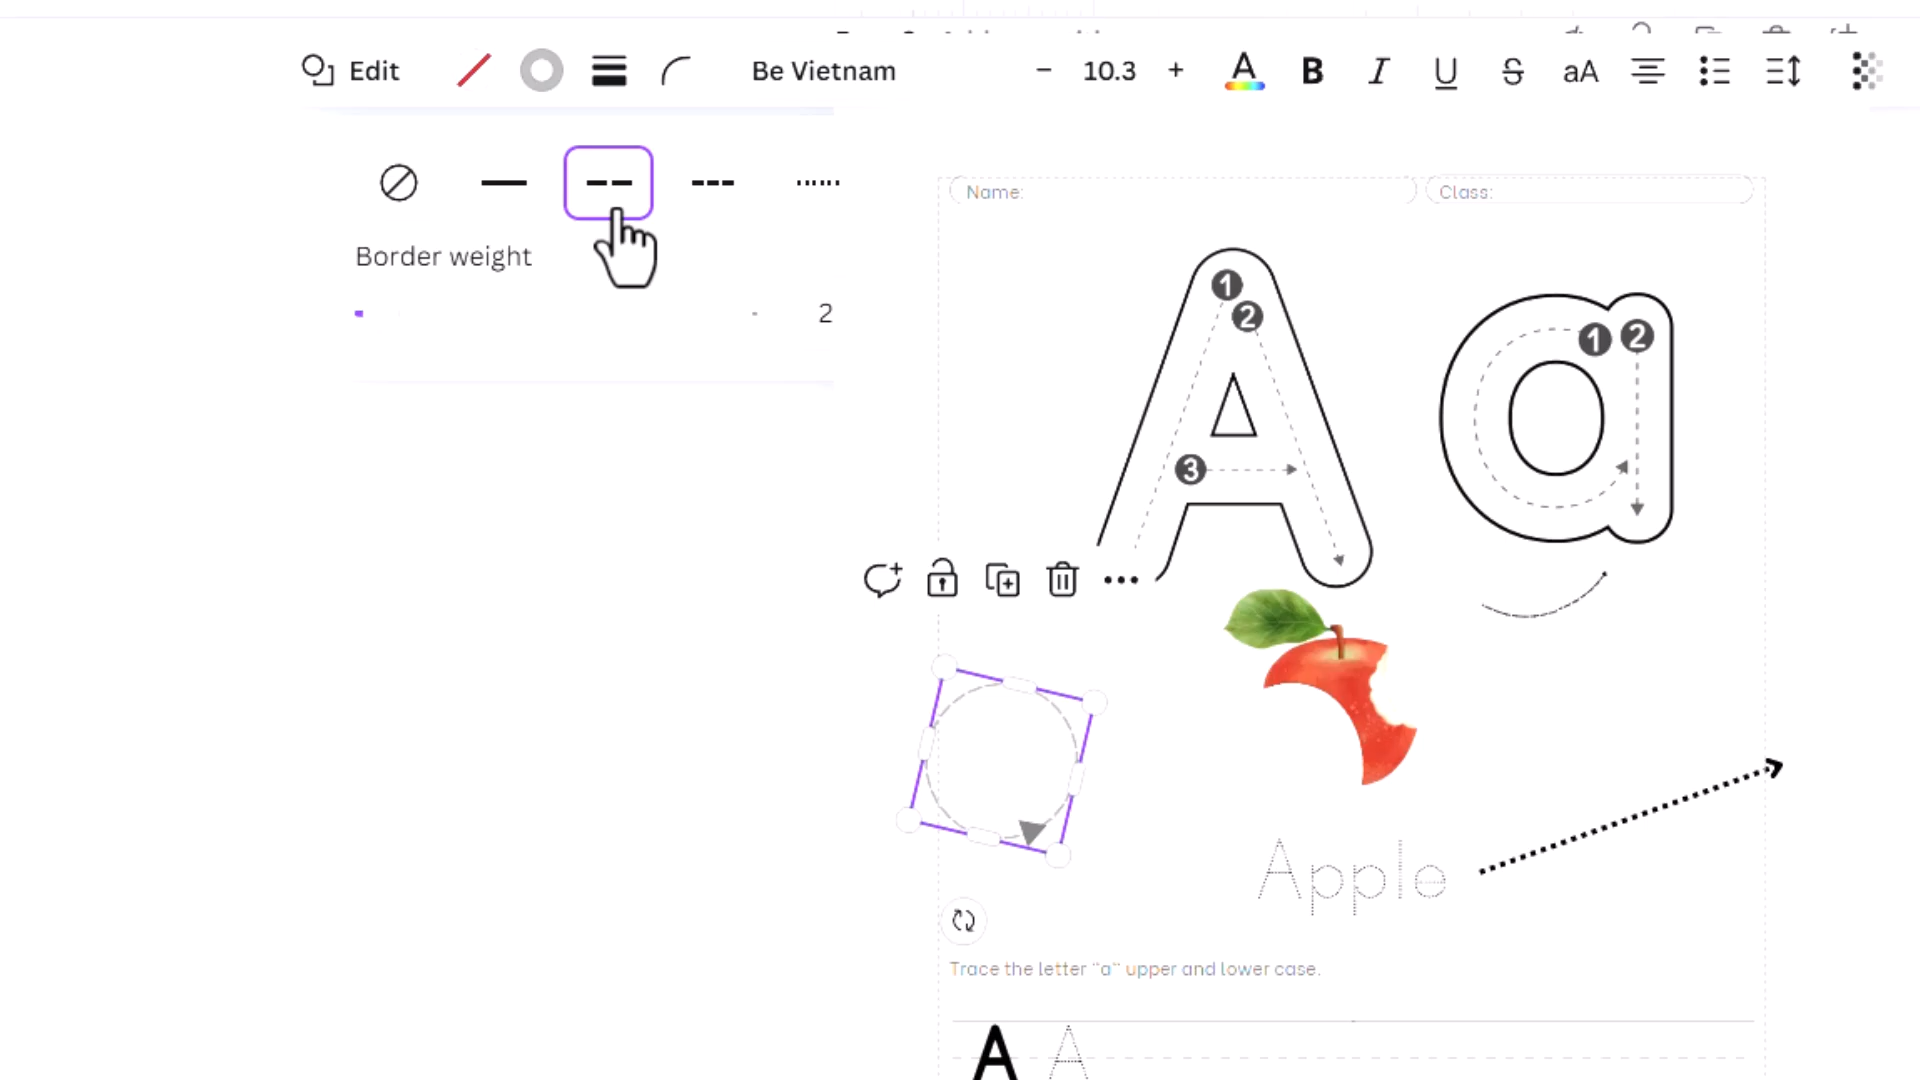 Edit Be Vietnam − 10.3 + A B I U S aA
Border weight
2
Name: Class:
1 2 3
1 2
Apple
Trace the letter "a" upper and lower case.
A A